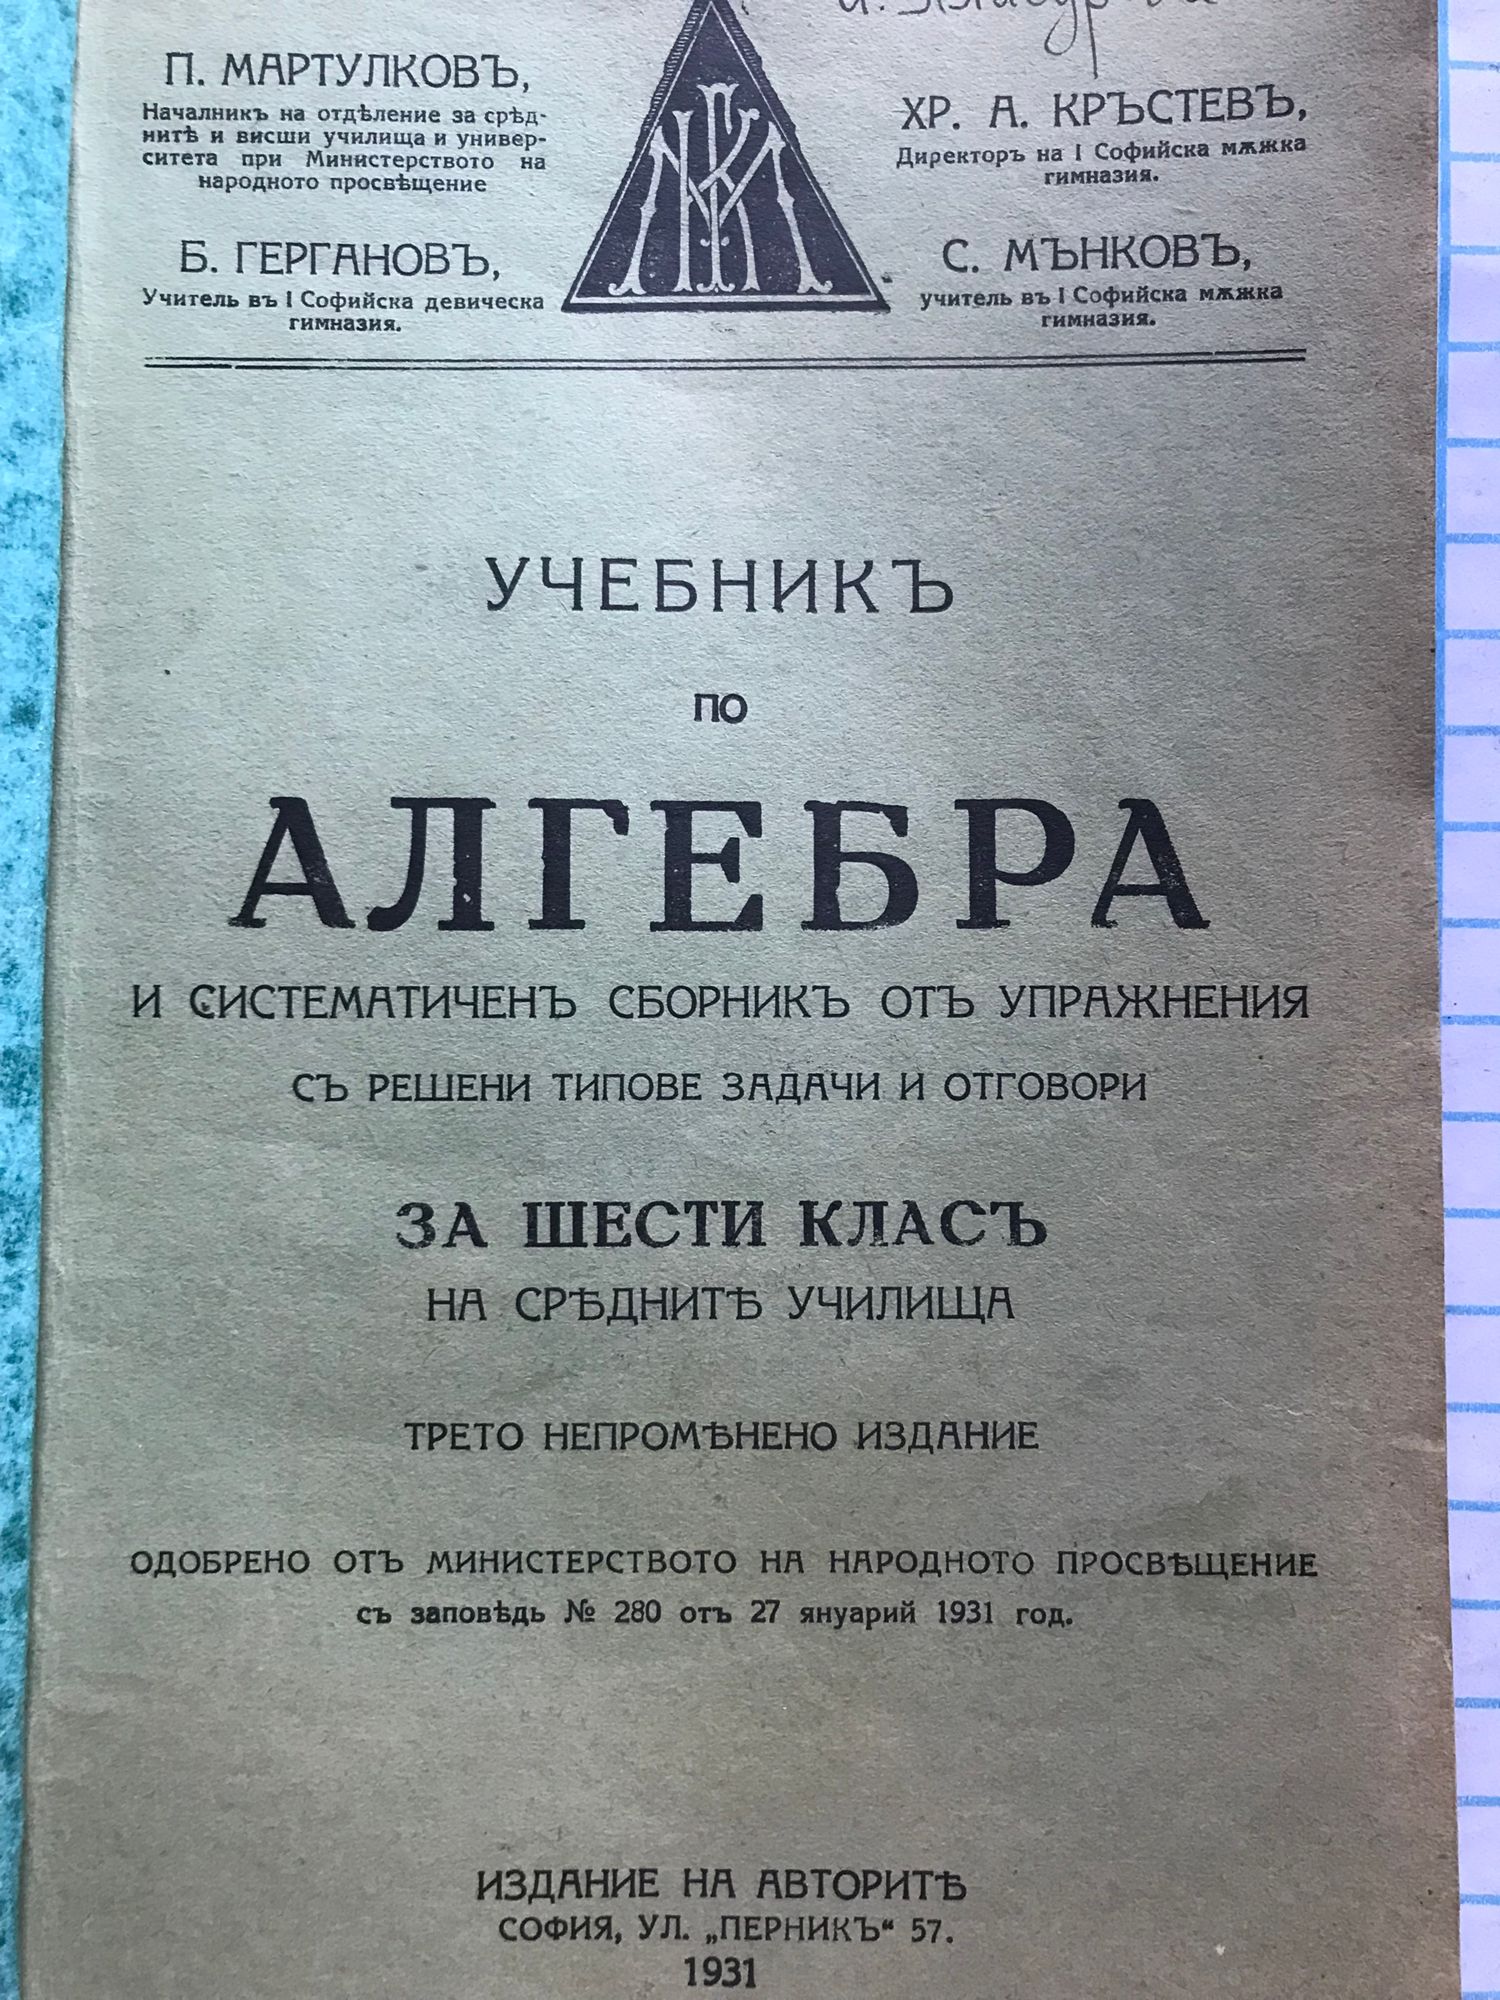 П. МАРТУЛКОВЪ,
Началникъ на отдѣление за срѣд-
нитѣ и висши училища и универ-
ситета при Министерството на
народното просвѣщение
Б. ГЕРГАНОВЪ,
Учитель въ I Софийска девическа
гимназия.
ХР. А. КРЪСТЕВЪ,
Директоръ на I Софийска мѫжка
гимназия.
С. МЪНКОВЪ,
учитель въ I Софийска мѫжка
гимназия.
УЧЕБНИКЪ
ПО
АЛГЕБРА
И СИСТЕМАТИЧЕНЪ СБОРНИКЪ ОТЪ УПРАЖНЕНИЯ
СЪ РЕШЕНИ ТИПОВЕ ЗАДАЧИ И ОТГОВОРИ
ЗА ШЕСТИ КЛАСЪ
НА СРѢДНИТѢ УЧИЛИЩА
ТРЕТО НЕПРОМѢНЕНО ИЗДАНИЕ
ОДОБРЕНО ОТЪ МИНИСТЕРСТВОТО НА НАРОДНОТО ПРОСВѢЩЕНИЕ
съ заповѣдь № 280 отъ 27 януарий 1931 год.
ИЗДАНИЕ НА АВТОРИТѢ
СОФИЯ, УЛ. „ПЕРНИКЪ“ 57.
1931